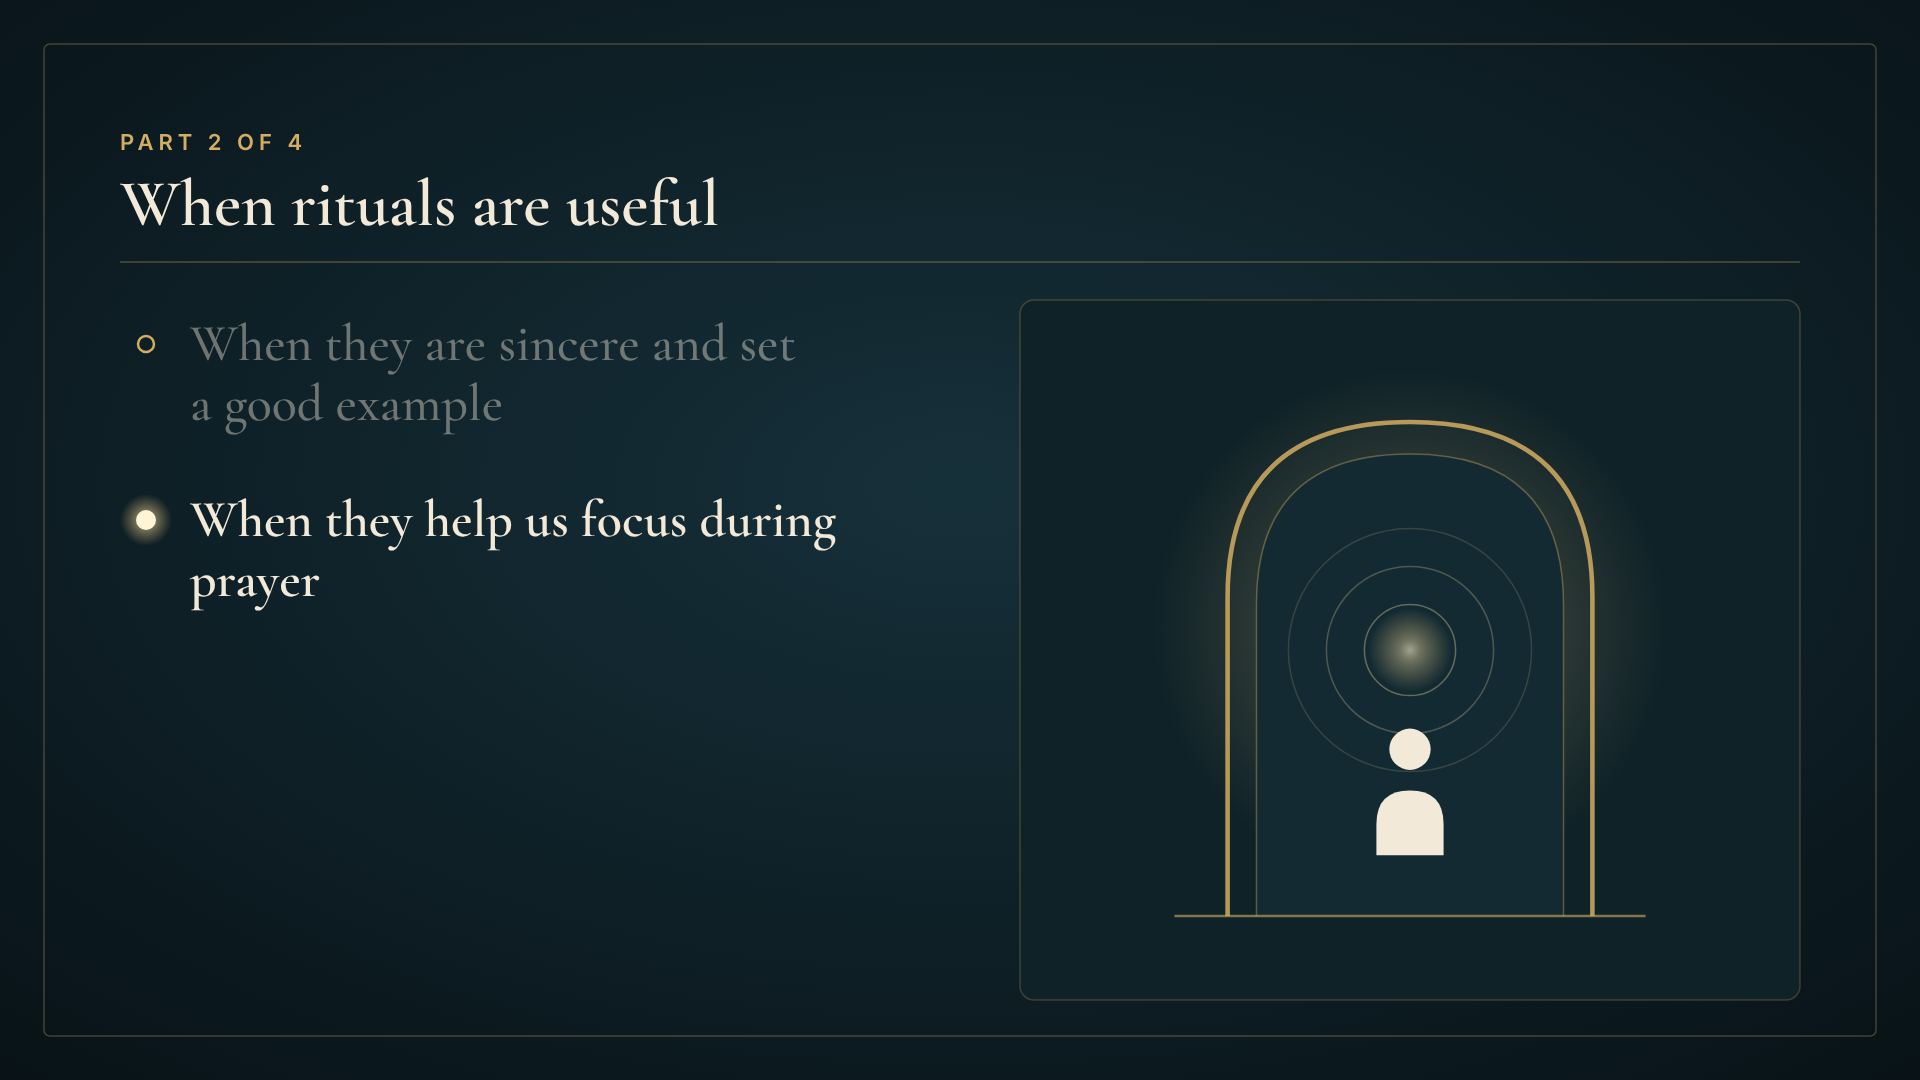 PART 2 OF 4
When rituals are useful
When they are sincere and set
a good example
When they help us focus during
prayer